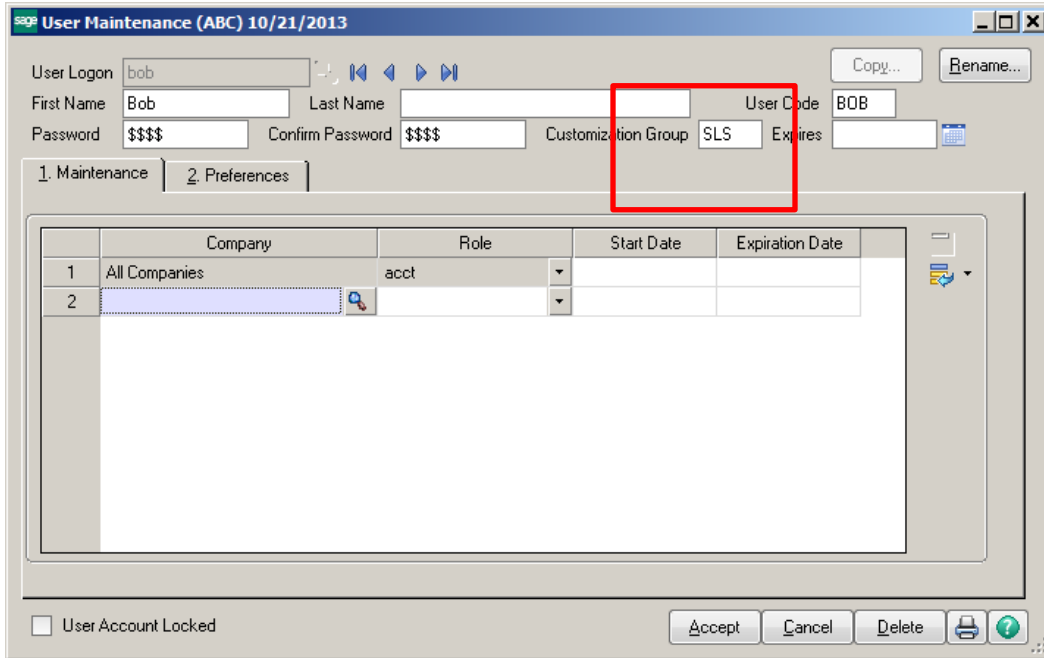 sage User Maintenance (ABC) 10/21/2013
User Logon bob Copy... Rename...
First Name Bob Last Name User Code BOB
Password $$$$ Confirm Password $$$$ Customization Group SLS Expires
1. Maintenance 2. Preferences
Company Role Start Date Expiration Date
1 All Companies acct
2
User Account Locked Accept Cancel Delete